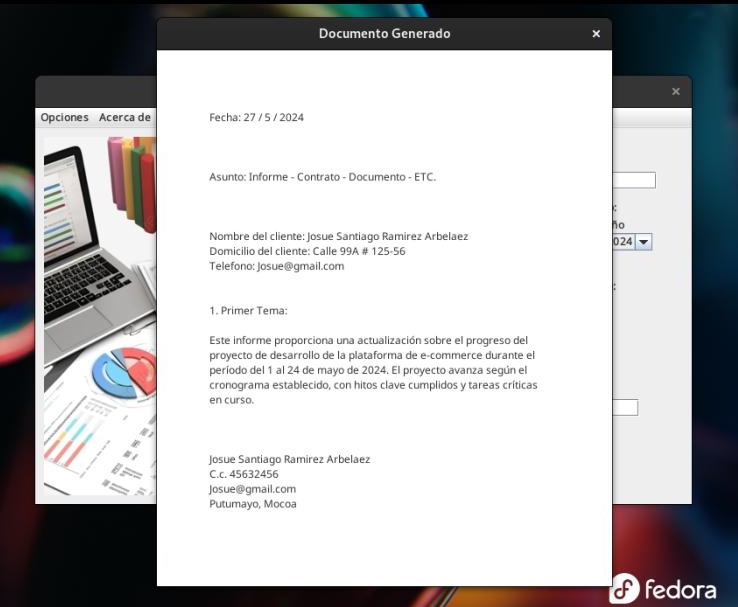 Documento Generado
×
×
Opciones Acerca de
Fecha: 27 / 5 / 2024
Asunto: Informe - Contrato - Documento - ETC.
Nombre del cliente: Josue Santiago Ramirez Arbelaez
Domicilio del cliente: Calle 99A # 125-56
Telefono: Josue@gmail.com
1. Primer Tema:
Este informe proporciona una actualización sobre el progreso del
proyecto de desarrollo de la plataforma de e-commerce durante el
período del 1 al 24 de mayo de 2024. El proyecto avanza según el
cronograma establecido, con hitos clave cumplidos y tareas críticas
en curso.
Josue Santiago Ramirez Arbelaez
C.c. 45632456
Josue@gmail.com
Putumayo, Mocoa
ño
024
fedora